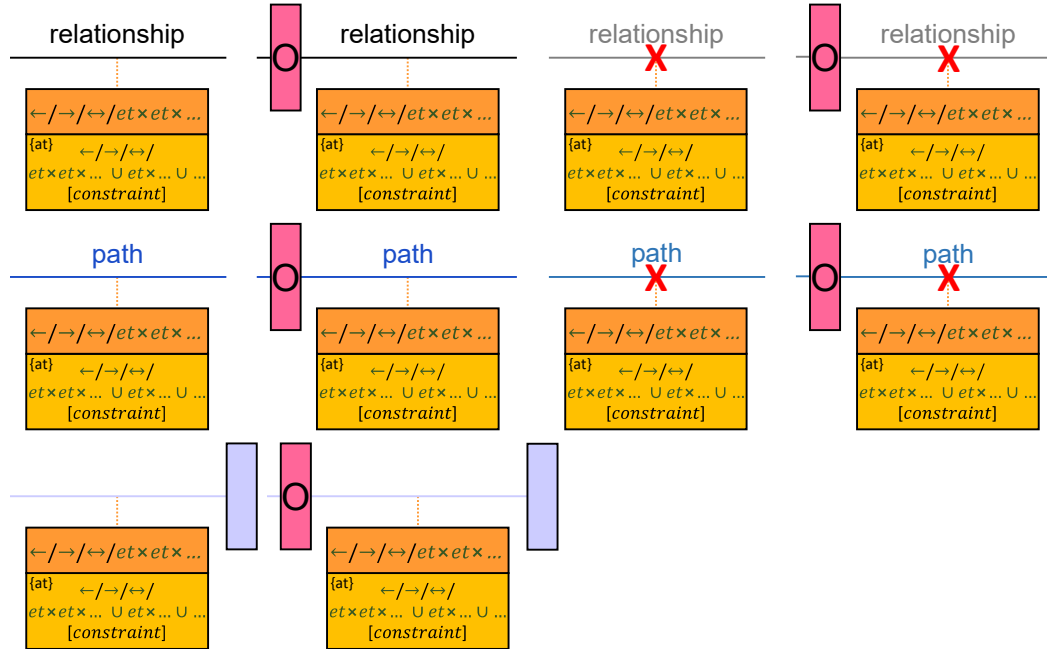 relationship O relationship relationship X O relationship X
←/→/↔/et×et×… ←/→/↔/et×et×… ←/→/↔/et×et×… ←/→/↔/et×et×…
{at} ←/→/↔/ {at} ←/→/↔/ {at} ←/→/↔/ {at} ←/→/↔/
et×et×… ∪ et×… ∪ … et×et×… ∪ et×… ∪ … et×et×… ∪ et×… ∪ … et×et×… ∪ et×… ∪ …
[constraint] [constraint] [constraint] [constraint]
path O path path X O path X
←/→/↔/et×et×… ←/→/↔/et×et×… ←/→/↔/et×et×… ←/→/↔/et×et×…
{at} ←/→/↔/ {at} ←/→/↔/ {at} ←/→/↔/ {at} ←/→/↔/
et×et×… ∪ et×… ∪ … et×et×… ∪ et×… ∪ … et×et×… ∪ et×… ∪ … et×et×… ∪ et×… ∪ …
[constraint] [constraint] [constraint] [constraint]
O
←/→/↔/et×et×… ←/→/↔/et×et×…
{at} ←/→/↔/ {at} ←/→/↔/
et×et×… ∪ et×… ∪ … et×et×… ∪ et×… ∪ …
[constraint] [constraint]